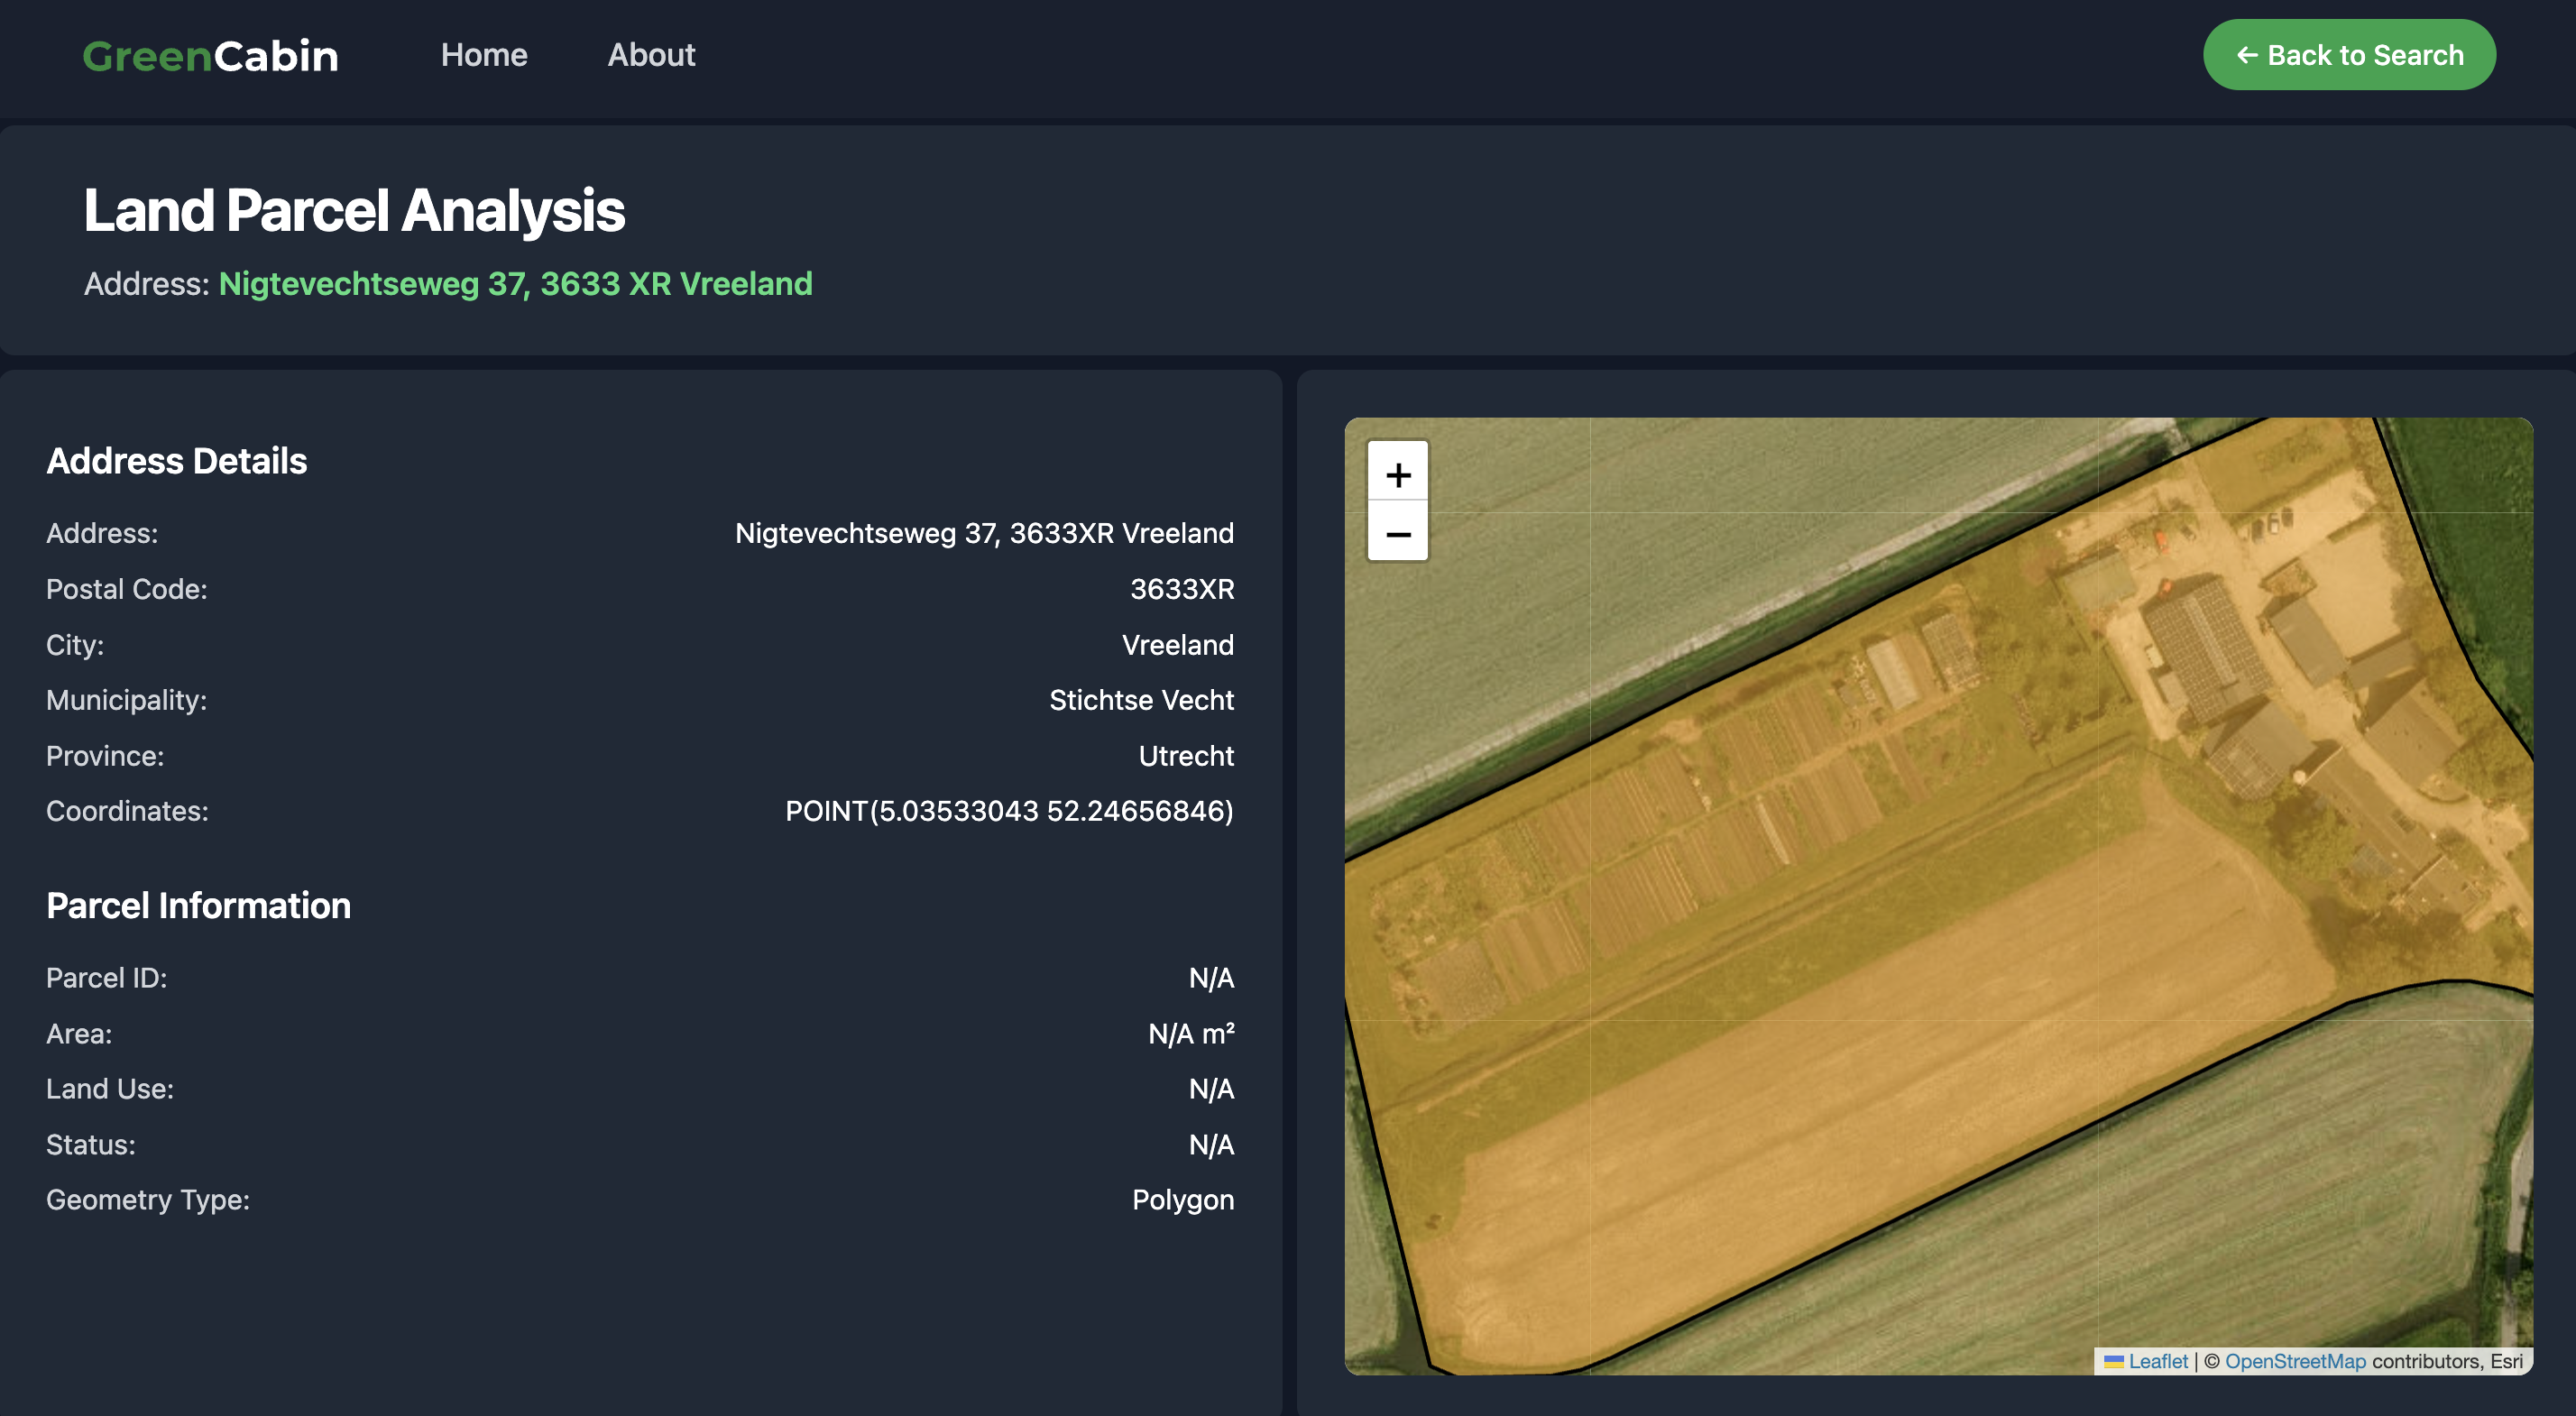 GreenCabin
Home
About
← Back to Search
Land Parcel Analysis
Address: Nigtevechtseweg 37, 3633 XR Vreeland
Address Details
Address: Nigtevechtseweg 37, 3633XR Vreeland
Postal Code: 3633XR
City: Vreeland
Municipality: Stichtse Vecht
Province: Utrecht
Coordinates: POINT(5.03533043 52.24656846)
Parcel Information
Parcel ID: N/A
Area: N/A m²
Land Use: N/A
Status: N/A
Geometry Type: Polygon
+
−
Leaflet | © OpenStreetMap contributors, Esri